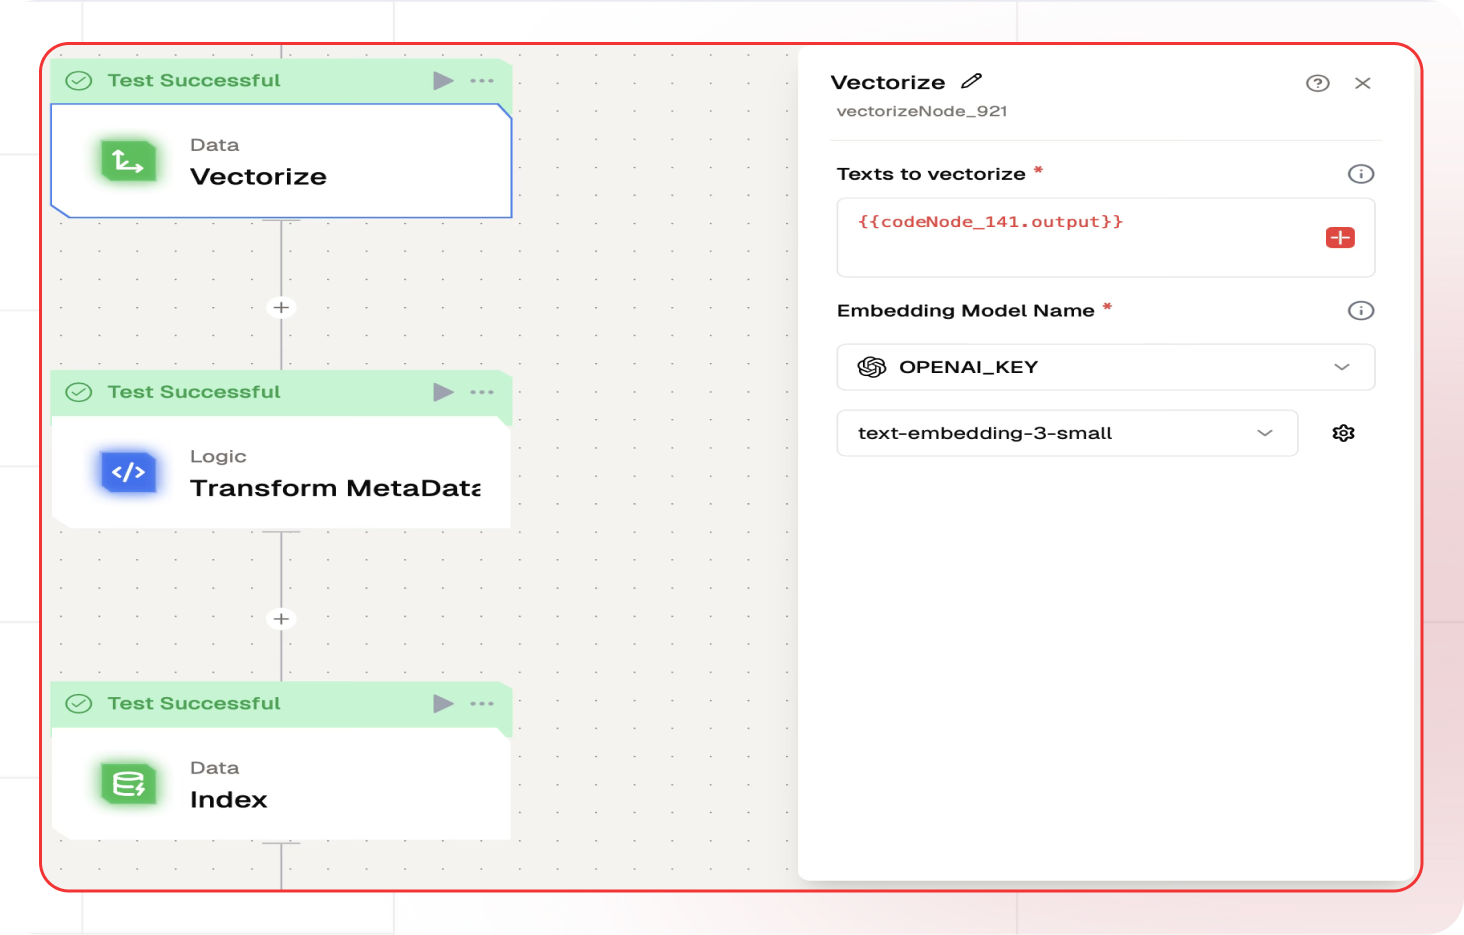 Test Successful
Data
Vectorize
Test Successful
Logic
Transform MetaData
Test Successful
Data
Index
Vectorize
vectorizeNode_921
Texts to vectorize *
{{codeNode_141.output}}
Embedding Model Name *
OPENAI_KEY
text-embedding-3-small